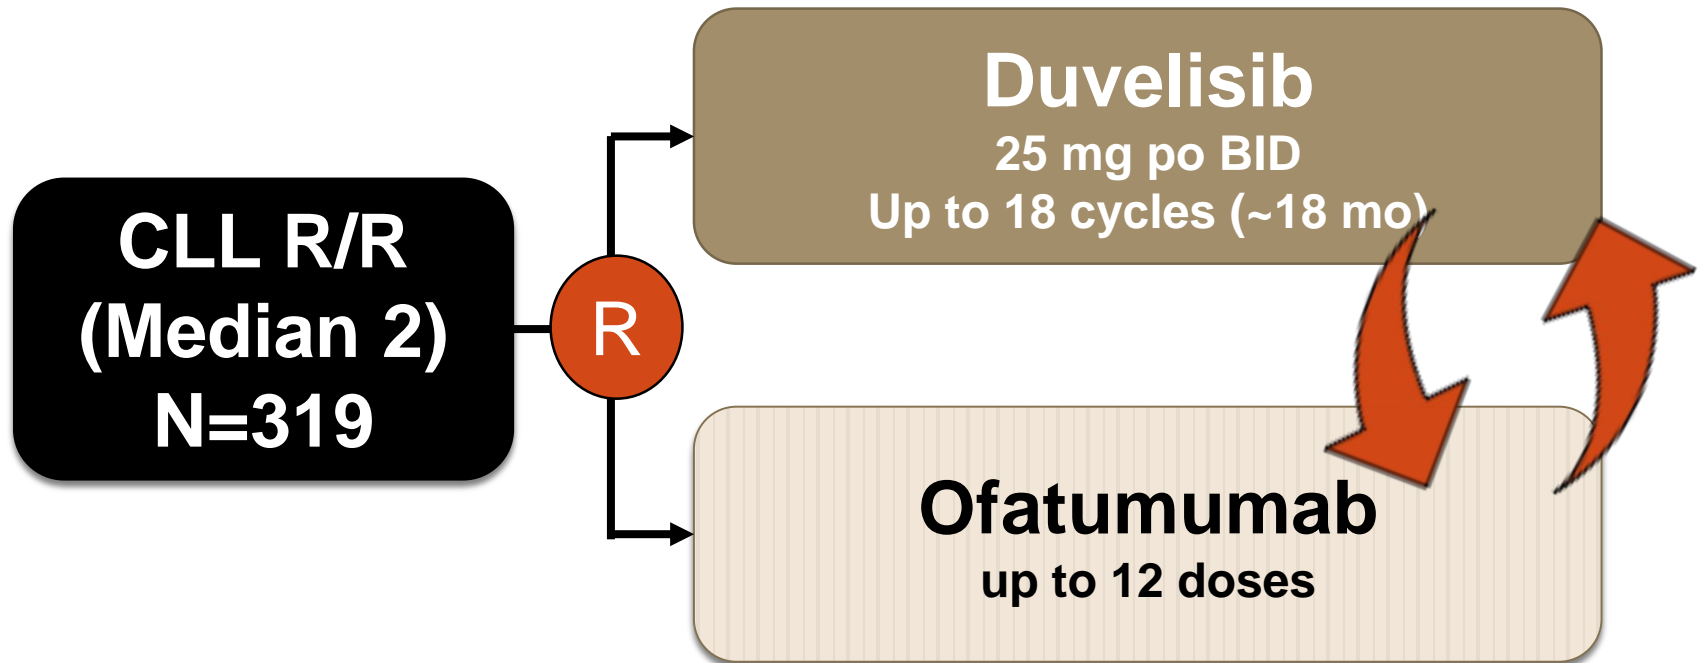 CLL R/R
(Median 2)
N=319
R
Duvelisib
25 mg po BID
Up to 18 cycles (~18 mo)
Ofatumumab
up to 12 doses